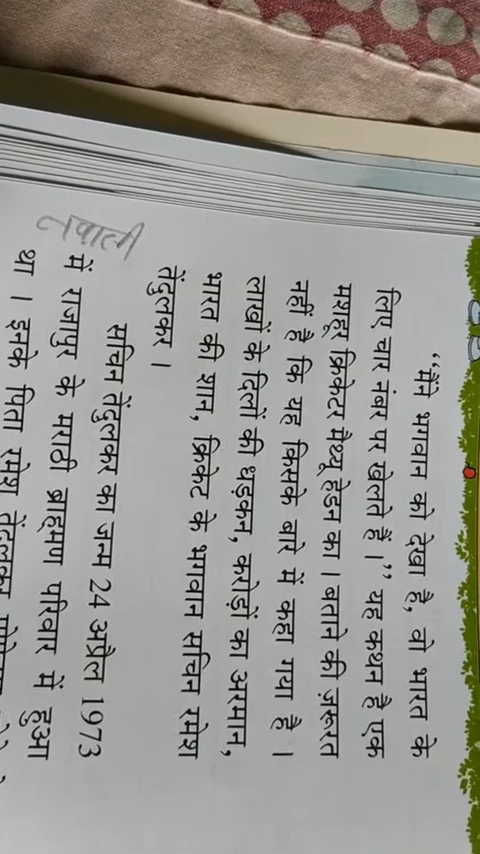 “मैंने भगवान को देखा है, वो भारत के
लिए चार नंबर पर खेलते हैं।” यह कथन है एक
मशहूर क्रिकेटर मैथ्यू हेडन का। बताने की ज़रूरत
नहीं है कि यह किसके बारे में कहा गया है।
लाखों के दिलों की धड़कन, करोड़ों का अरमान,
भारत की शान, क्रिकेट के भगवान सचिन रमेश
तेंदुलकर।
सचिन तेंदुलकर का जन्म 24 अप्रैल 1973
में राजापुर के मराठी ब्राह्मण परिवार में हुआ
था। इनके पिता रमेश तेंदुलकर